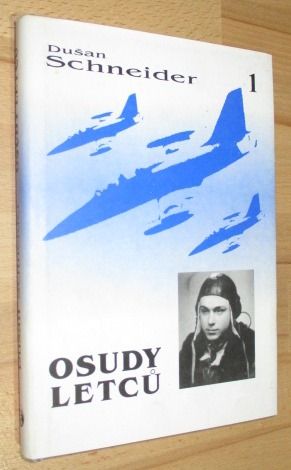 Dušan
Schneider
1
OSUDY
LETCŮ